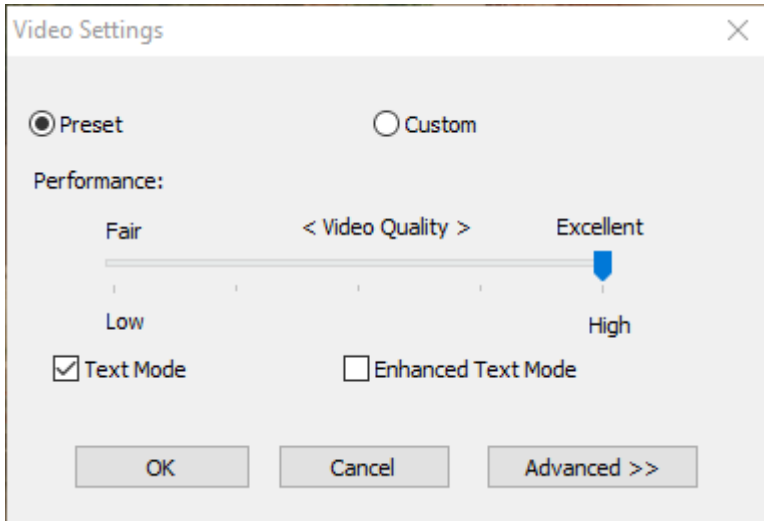 Video Settings
Preset Custom
Performance:
Fair < Video Quality > Excellent
Low High
Text Mode Enhanced Text Mode
OK Cancel Advanced >>